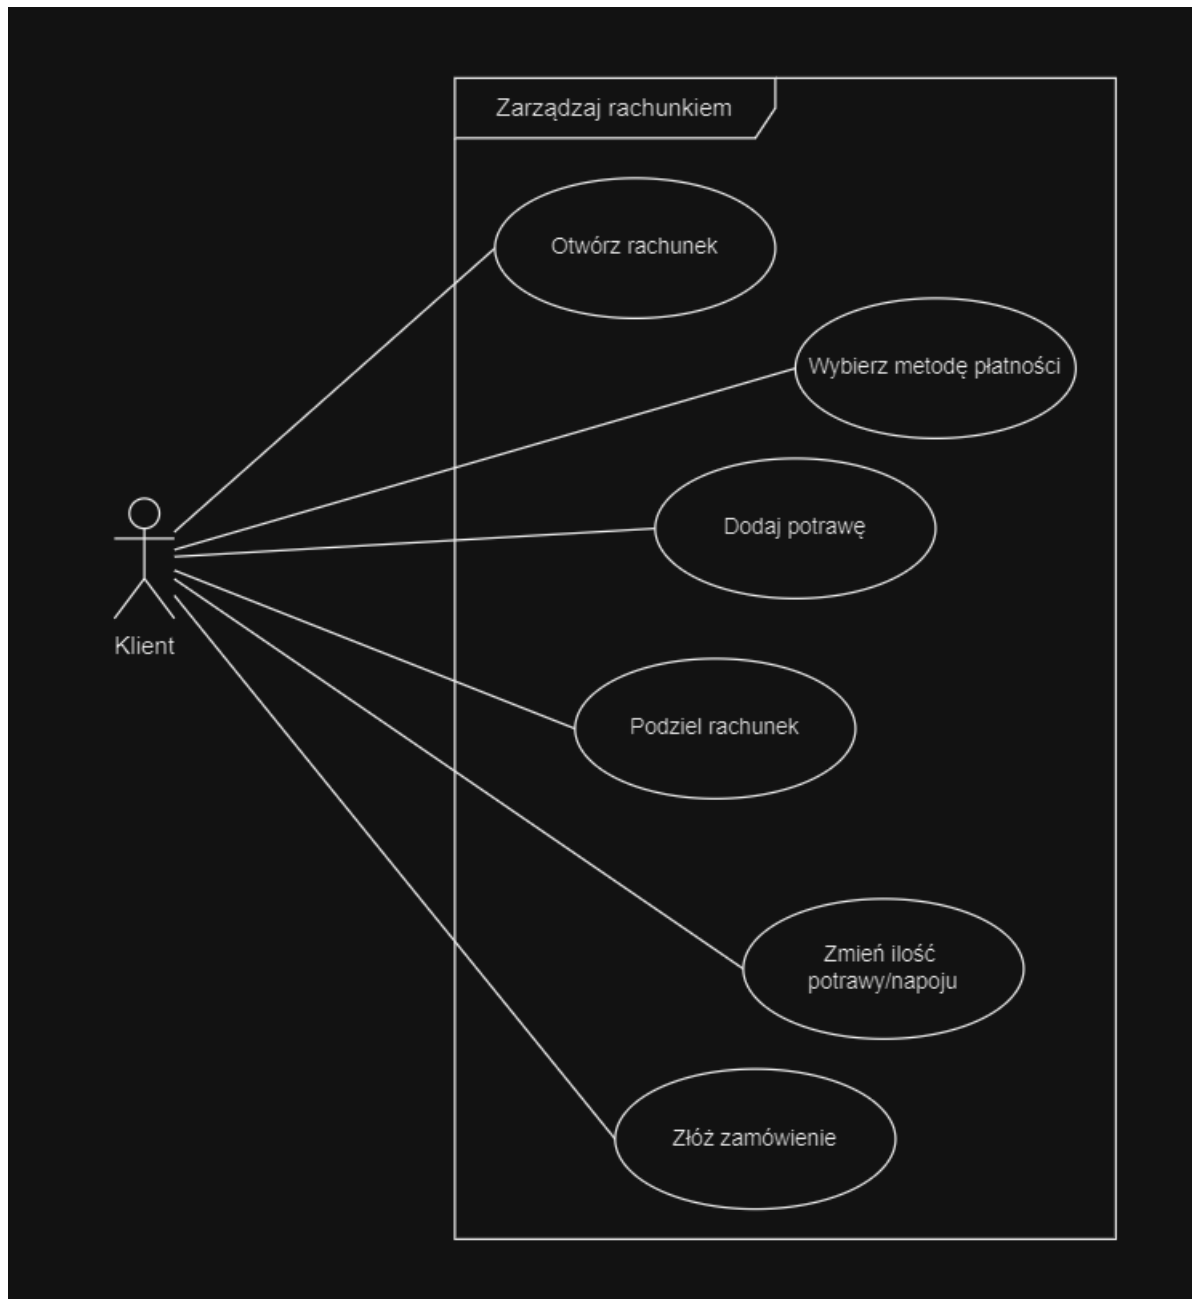 Zarządzaj rachunkiem
Otwórz rachunek
Wybierz metodę płatności
Dodaj potrawę
Klient
Podziel rachunek
Zmień ilość
potrawy/napoju
Złóż zamówienie